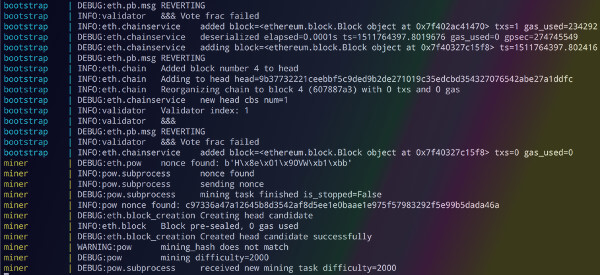 bootstrap | DEBUG:eth.pb.msg REVERTING
bootstrap | INFO:validator &&& Vote frac failed
bootstrap | INFO:eth.chainservice added block=<ethereum.block.Block object at 0x7f402ac41470> txs=1 gas_used=234292
bootstrap | INFO:eth.chainservice deserialized elapsed=0.0001s ts=1511764397.8019676 gas_used=0 gpsec=274745549
bootstrap | DEBUG:eth.chainservice adding block=<ethereum.block.Block object at 0x7f40327c15f8> ts=1511764397.802416
bootstrap | DEBUG:eth.pb.msg REVERTING
bootstrap | INFO:eth.chain Added block number 4 to head
bootstrap | INFO:eth.chain Adding to head head=9b37732221ceebbf5c9ded9b2de271019c35edcbd354327076542abe27a1ddfc
bootstrap | INFO:eth.chain Reorganizing chain to block 4 (607887a3) with 0 txs and 0 gas
bootstrap | DEBUG:eth.chainservice new head cbs num=1
bootstrap | INFO:validator Validator index: 1
bootstrap | INFO:validator &&&
bootstrap | DEBUG:eth.pb.msg REVERTING
bootstrap | INFO:validator &&& Vote frac failed
bootstrap | INFO:eth.chainservice added block=<ethereum.block.Block object at 0x7f40327c15f8> txs=0 gas_used=0
miner | DEBUG:eth.pow nonce found: b'H\x8e\x01\x90VW\xb1\xbb'
miner | INFO:pow.subprocess nonce found
miner | INFO:pow.subprocess sending nonce
miner | DEBUG:pow.subprocess mining task finished is_stopped=False
miner | INFO:pow nonce found: c97336a47a12645b8d3542af8d5ee1e0baae1e975f57983292f5e99b5dada46a
miner | DEBUG:eth.block_creation Creating head candidate
miner | INFO:eth.block Block pre-sealed, 0 gas used
miner | DEBUG:eth.block_creation Created head candidate successfully
miner | WARNING:pow mining_hash does not match
miner | DEBUG:pow mining difficulty=2000
miner | DEBUG:pow.subprocess received new mining task difficulty=2000